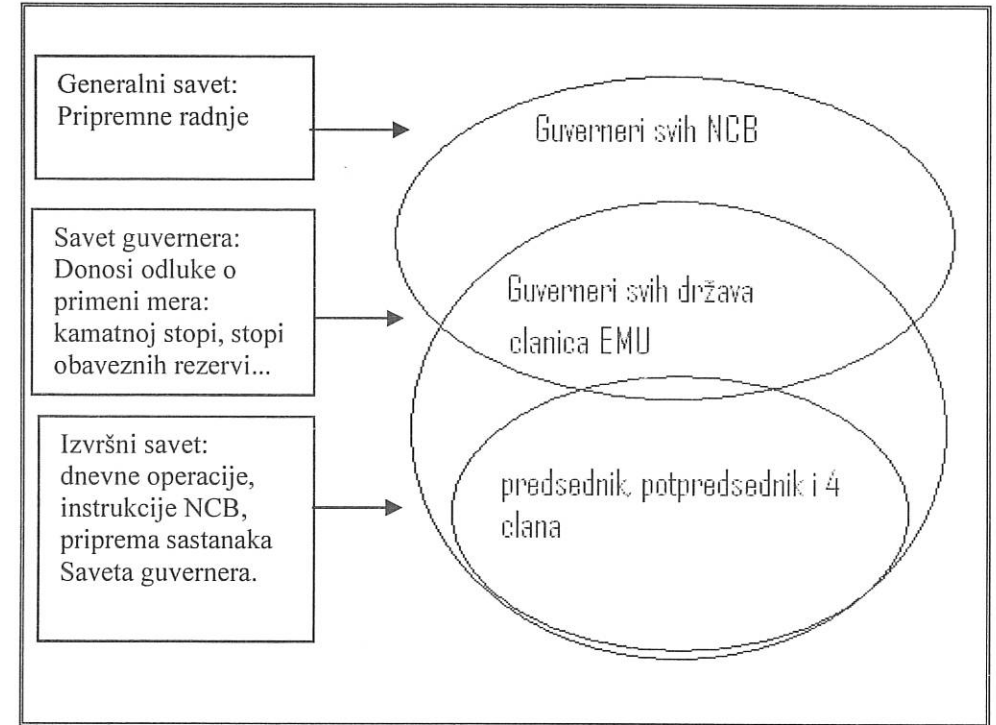 Generalni savet:
Pripremne radnje
Guverneri svih NCB
Savet guvernera:
Donosi odluke o
primeni mera:
kamatnoj stopi, stopi
obaveznih rezervi...
Guverneri svih država
clanica EMU
Izvršni savet:
dnevne operacije,
instrukcije NCB,
priprema sastanaka
Saveta guvernera.
predsednik, potpredsednik i 4
clana